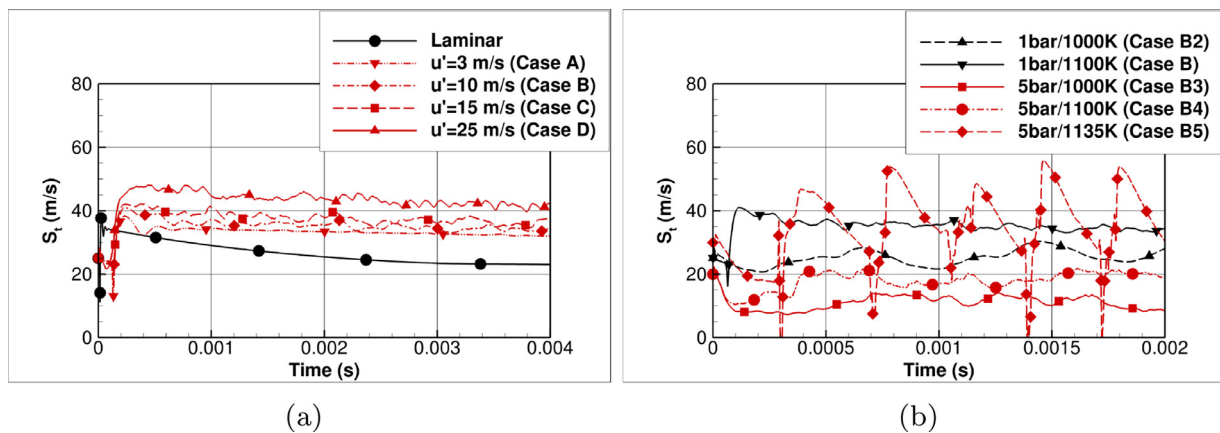 Laminar
u'=3 m/s (Case A)
u'=10 m/s (Case B)
u'=15 m/s (Case C)
u'=25 m/s (Case D)
80
60
40
20
0
S_t (m/s)
0
0.001
0.002
0.003
0.004
Time (s)
(a)
1bar/1000K (Case B2)
1bar/1100K (Case B)
5bar/1000K (Case B3)
5bar/1100K (Case B4)
5bar/1135K (Case B5)
80
60
40
20
0
S_t (m/s)
0
0.0005
0.001
0.0015
0.002
Time (s)
(b)